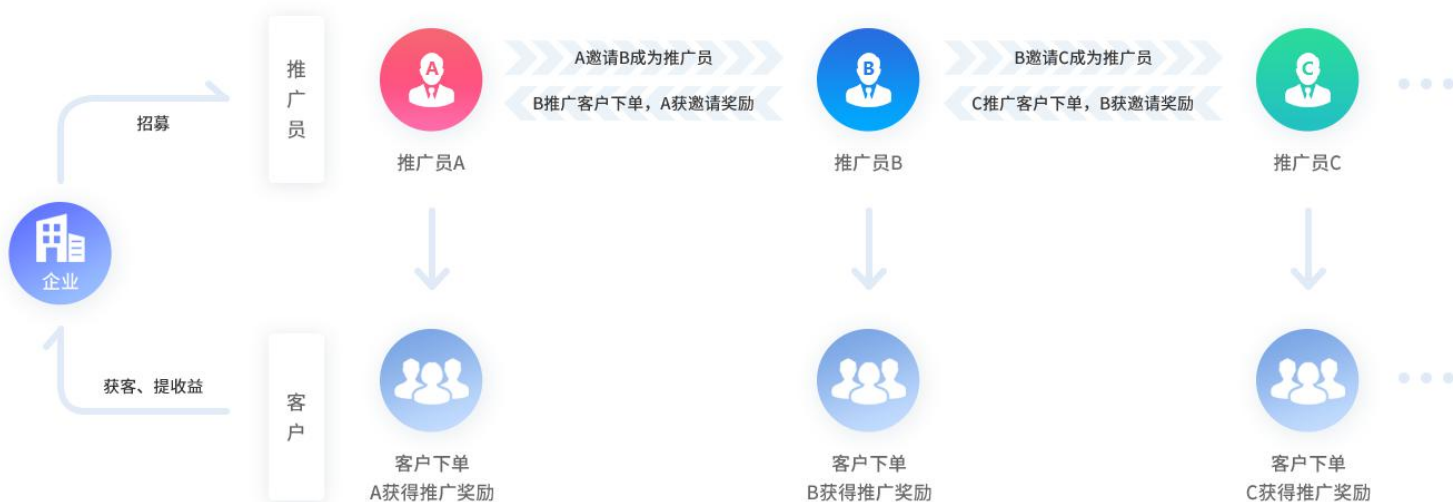 推广员
A
A邀请B成为推广员
B推广客户下单，A获邀请奖励
B
B邀请C成为推广员
C推广客户下单，B获邀请奖励
C
招募
推广员A
推广员B
推广员C
企业
获客、提收益
客户
客户下单
A获得推广奖励
客户下单
B获得推广奖励
客户下单
C获得推广奖励